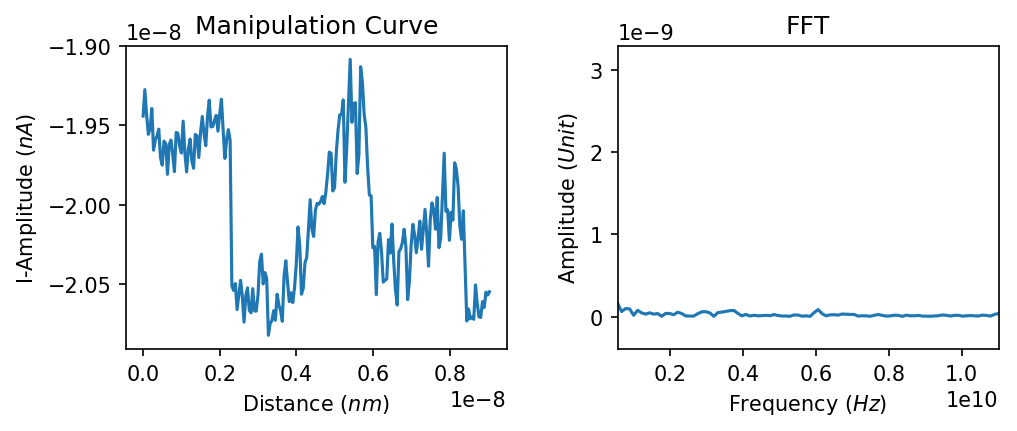 Manipulation Curve
1e−8
−1.90
−1.95
−2.00
−2.05
I-Amplitude (nA)
0.0 0.2 0.4 0.6 0.8
1e−8
Distance (nm)
FFT
1e−9
3
2
1
0
Amplitude (Unit)
0.2 0.4 0.6 0.8 1.0
1e10
Frequency (Hz)